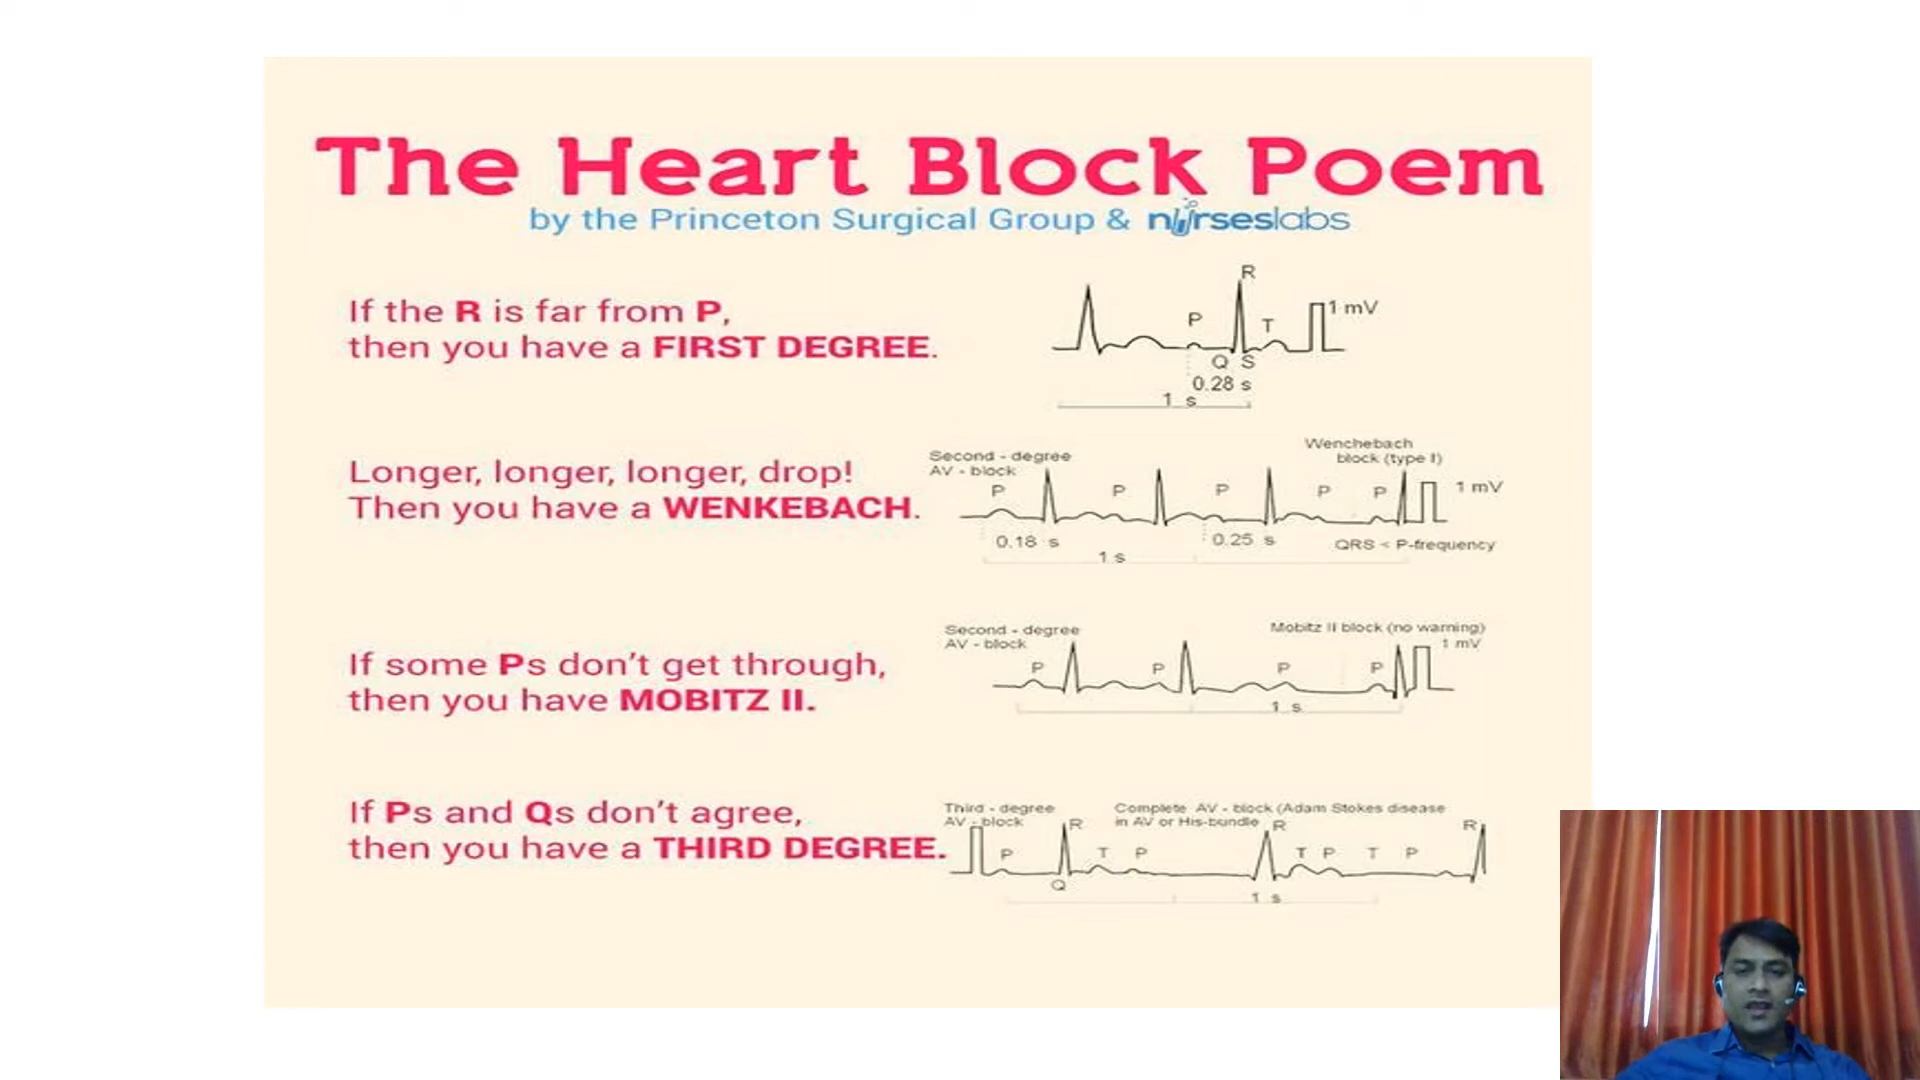 The Heart Block Poem
by the Princeton Surgical Group & nurseslabs
If the R is far from P,
then you have a FIRST DEGREE.
R
P
T
1 mV
Q S
0.28 s
1 s
Longer, longer, longer, drop!
Then you have a WENKEBACH.
Second - degree
AV - block
Wenchebach
block (type I)
P P P P P
1 mV
0.18 s
0.25 s
QRS < P-frequency
1 s
If some Ps don't get through,
then you have MOBITZ II.
Second - degree
AV - block
Mobitz II block (no warning)
1 mV
P P P P
1 s
If Ps and Qs don't agree,
then you have a THIRD DEGREE.
Third - degree
AV - block
Complete AV - block (Adam Stokes disease
in AV or His-bundle
R R R
P T P T P T P
Q
1 s